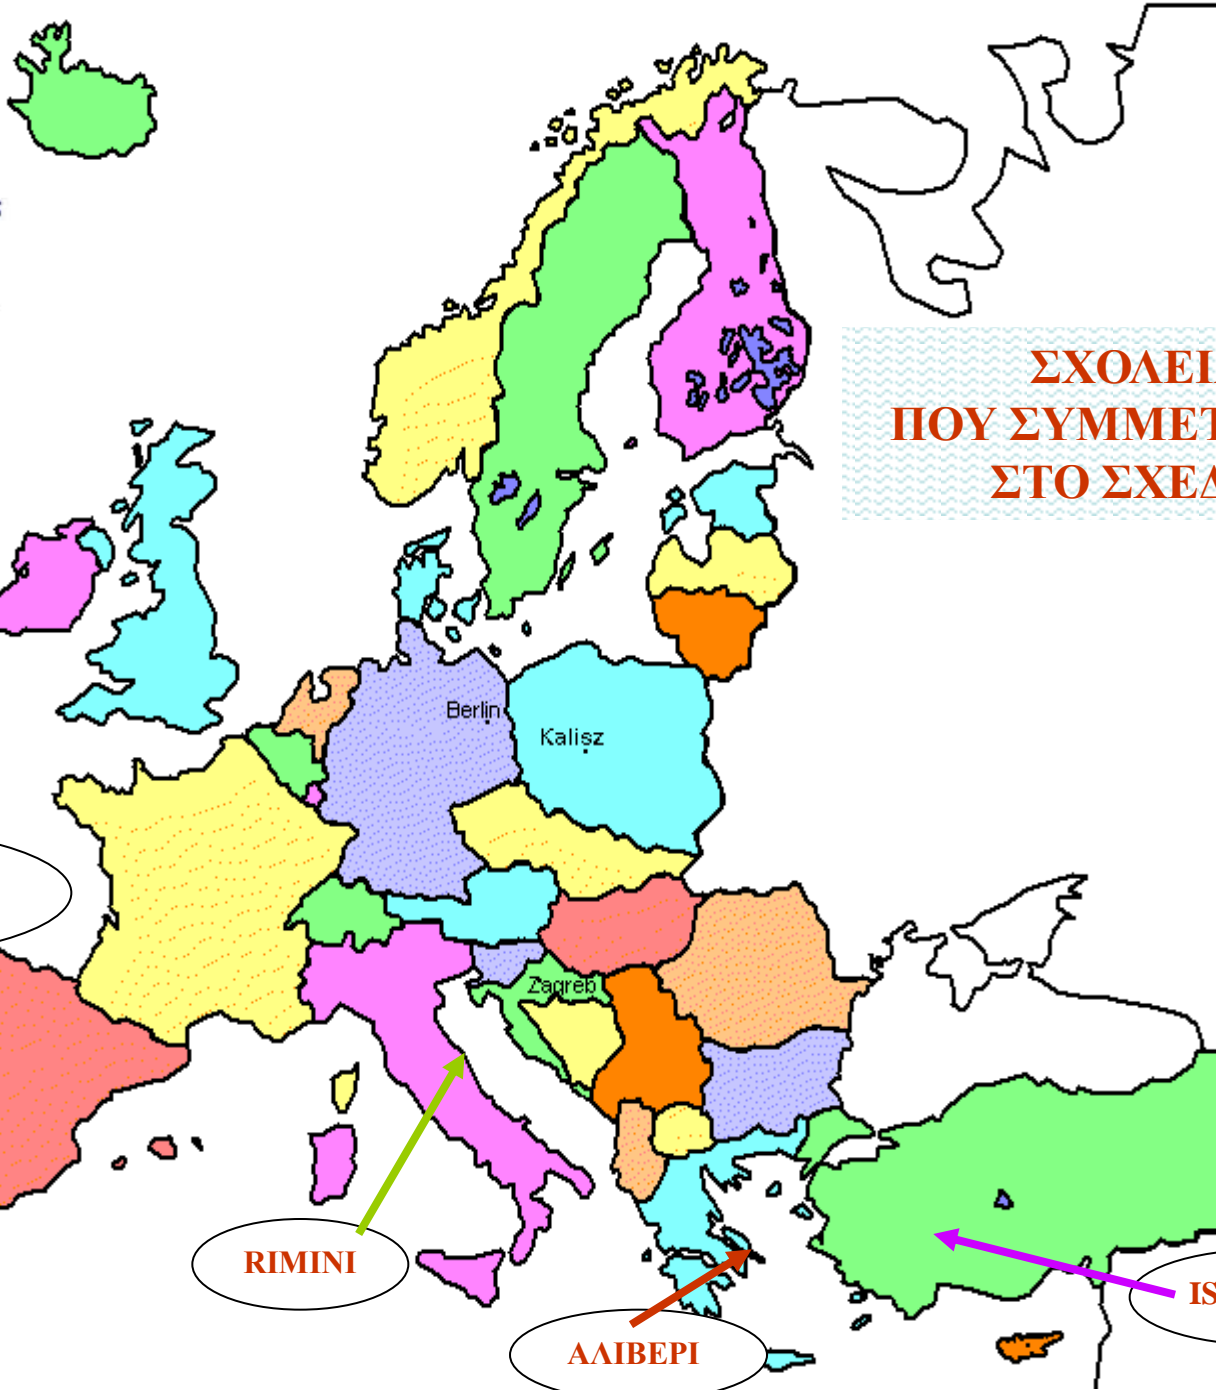 ΣΧΟΛΕΙ
ΠΟΥ ΣΥΜΜΕΤ
ΣΤΟ ΣΧΕΔ
Berlin
Kalisz
Zagreb
RIMINI
ΑΛΙΒΕΡΙ
IS